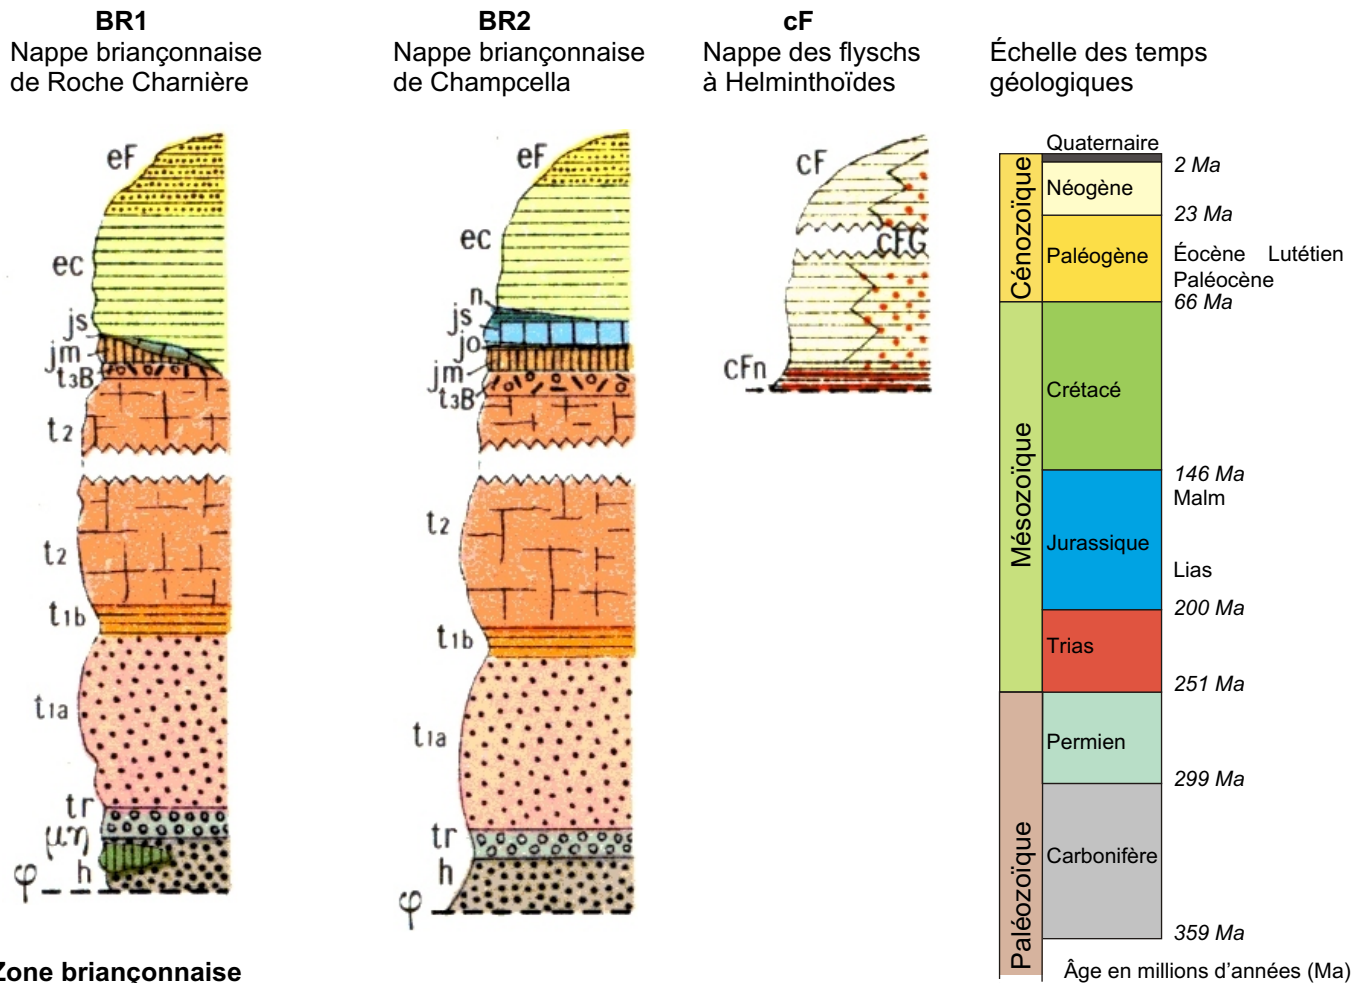 BR1
Nappe briançonnaise
de Roche Charnière
eF
ec
js
jm
t3B
t2
t2
t1b
t1a
tr
μη
h
φ
BR2
Nappe briançonnaise
de Champcella
eF
ec
n
js
jo
jm
t3B
t2
t1b
t1a
tr
h
φ
cF
Nappe des flyschs
à Helminthoïdes
cF
cFG
cFn
Échelle des temps
géologiques
Quaternaire
2 Ma
Cénozoïque
Néogène
23 Ma
Paléogène
Éocène Lutétien
Paléocène
66 Ma
Mésozoïque
Crétacé
146 Ma
Malm
Jurassique
Lias
200 Ma
Trias
251 Ma
Paléozoïque
Permien
299 Ma
Carbonifère
359 Ma
Âge en millions d'années (Ma)
Zone briançonnaise